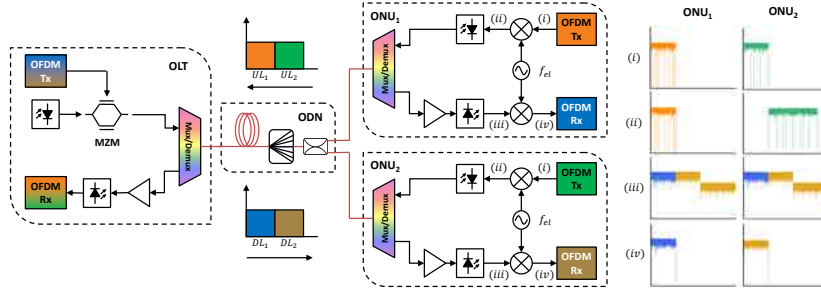 OLT
OFDM
Tx
MZM
Mux/Demux
OFDM
Rx
UL₁ UL₂
ODN
DL₁ DL₂
ONU₁
Mux/Demux
(ii)
(i)
OFDM
Tx
f_el
(iii)
(iv)
OFDM
Rx
ONU₂
Mux/Demux
(ii)
(i)
OFDM
Tx
f_el
(iii)
(iv)
OFDM
Rx
ONU₁ ONU₂
(i)
(ii)
(iii)
(iv)